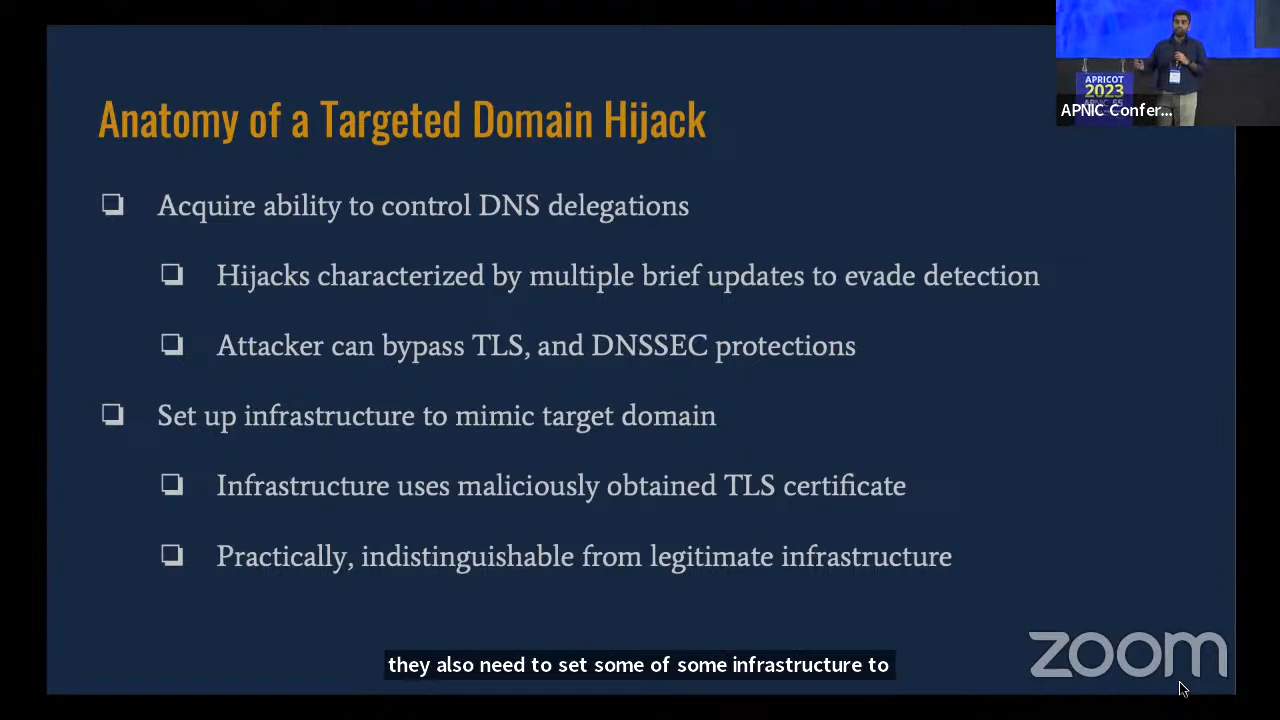 Anatomy of a Targeted Domain Hijack
❏ Acquire ability to control DNS delegations
❏ Hijacks characterized by multiple brief updates to evade detection
❏ Attacker can bypass TLS, and DNSSEC protections
❏ Set up infrastructure to mimic target domain
❏ Infrastructure uses maliciously obtained TLS certificate
❏ Practically, indistinguishable from legitimate infrastructure
APRICOT
2023
APNIC 55
APNIC Confer...
they also need to set some of some infrastructure to
zoom